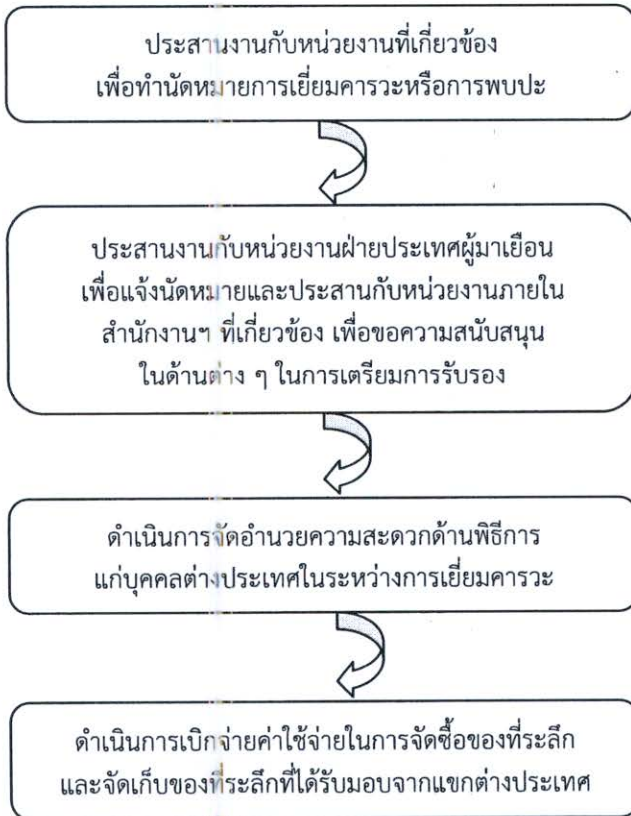 ประสานงานกับหน่วยงานที่เกี่ยวข้อง
เพื่อทำนัดหมายการเยี่ยมคารวะหรือการพบปะ
ประสานงานกับหน่วยงานฝ่ายประเทศผู้มาเยือน
เพื่อแจ้งนัดหมายและประสานกับหน่วยงานภายใน
สำนักงานฯ ที่เกี่ยวข้อง เพื่อขอความสนับสนุน
ในด้านต่าง ๆ ในการเตรียมการรับรอง
ดำเนินการจัดอำนวยความสะดวกด้านพิธีการ
แก่บุคคลต่างประเทศในระหว่างการเยี่ยมคารวะ
ดำเนินการเบิกจ่ายค่าใช้จ่ายในการจัดซื้อของที่ระลึก
และจัดเก็บของที่ระลึกที่ได้รับมอบจากแขกต่างประเทศ